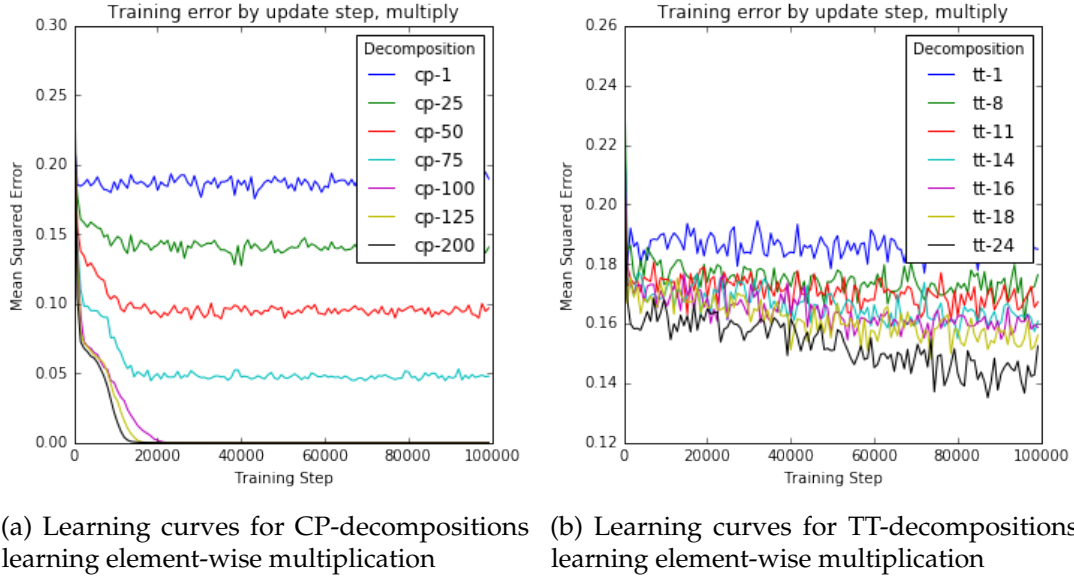 Training error by update step, multiply
0.30
0.25
0.20
0.15
0.10
0.05
0.00
Mean Squared Error
Decomposition
cp-1
cp-25
cp-50
cp-75
cp-100
cp-125
cp-200
0
20000
40000
60000
80000
100000
Training Step
Training error by update step, multiply
0.26
0.24
0.22
0.20
0.18
0.16
0.14
0.12
Mean Squared Error
Decomposition
tt-1
tt-8
tt-11
tt-14
tt-16
tt-18
tt-24
0
20000
40000
60000
80000
100000
Training Step
(a) Learning curves for CP-decompositions
learning element-wise multiplication
(b) Learning curves for TT-decompositions
learning element-wise multiplication